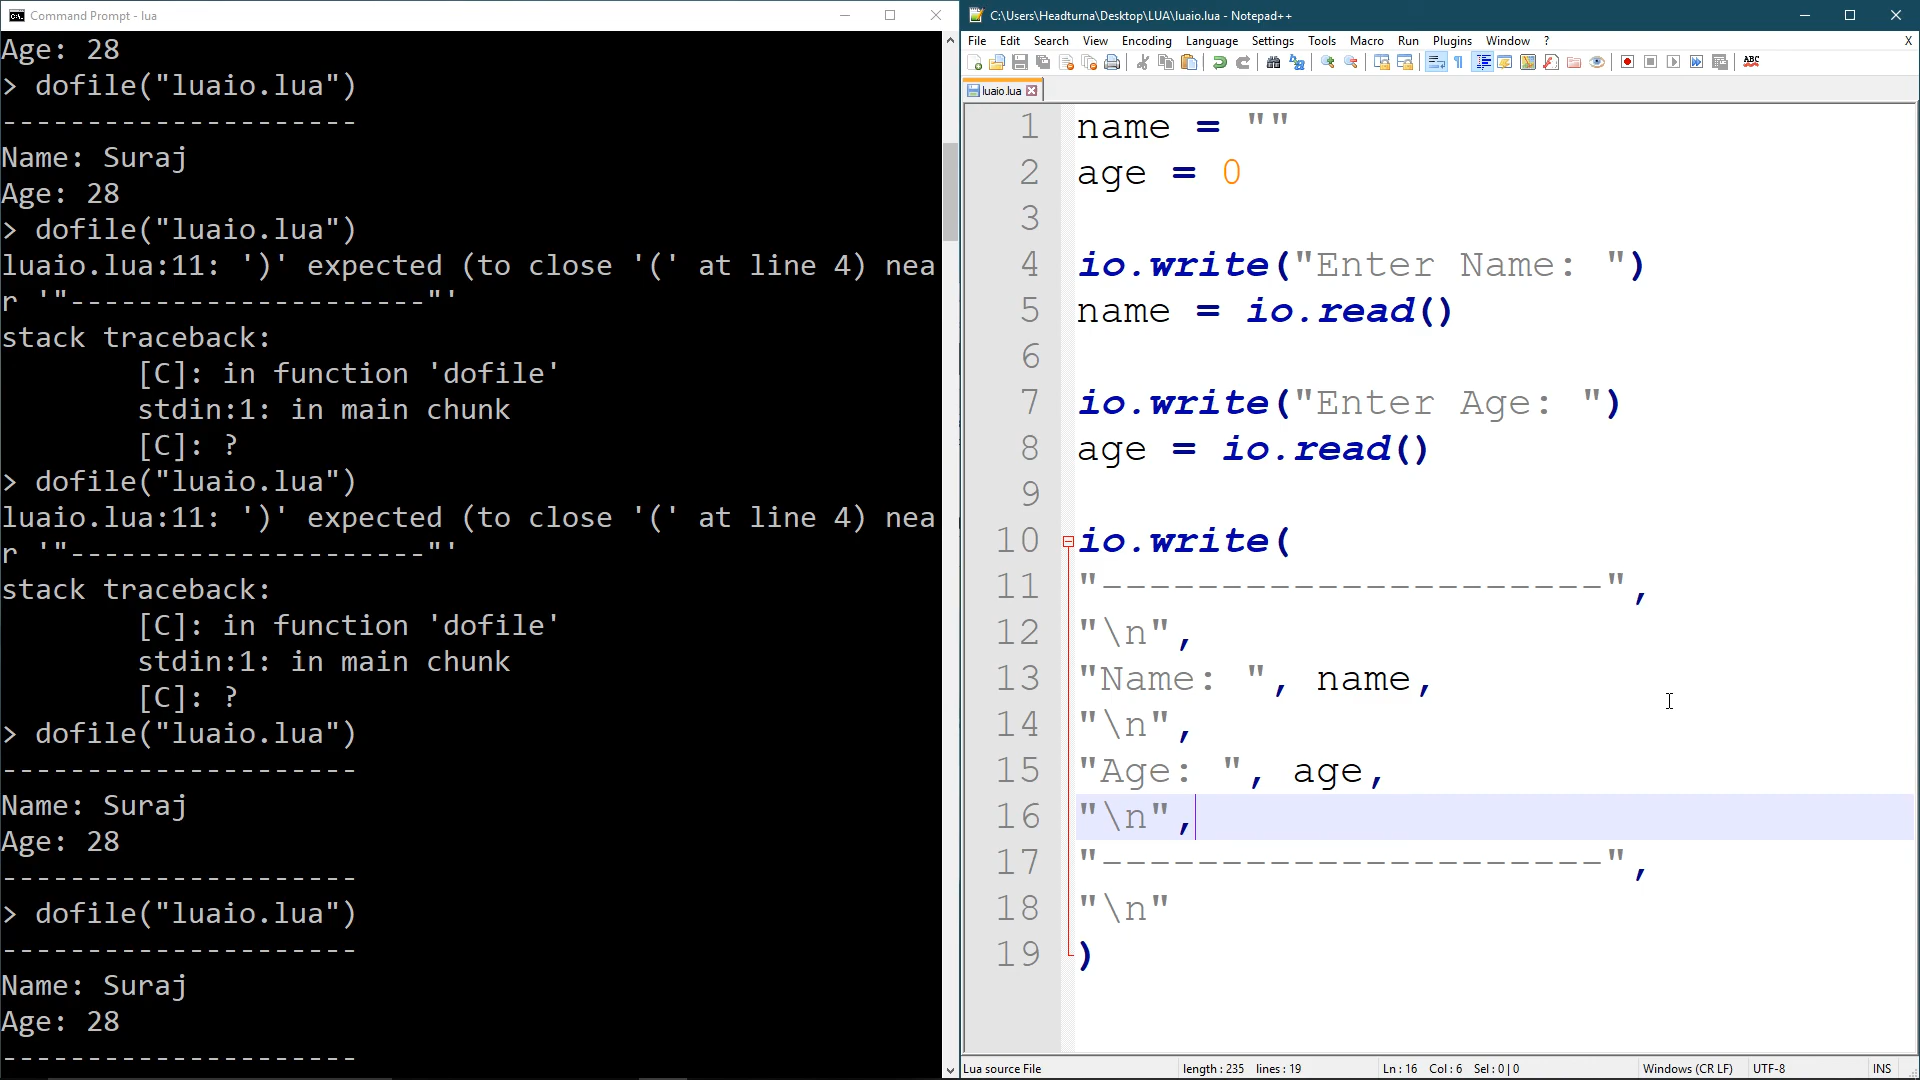 Command Prompt - lua
Age: 28
> dofile("luaio.lua")
---------------------
Name: Suraj
Age: 28
> dofile("luaio.lua")
luaio.lua:11: ')' expected (to close '(' at line 4) nea
r '"---------------------"'
stack traceback:
[C]: in function 'dofile'
stdin:1: in main chunk
[C]: ?
> dofile("luaio.lua")
luaio.lua:11: ')' expected (to close '(' at line 4) nea
r '"---------------------"'
stack traceback:
[C]: in function 'dofile'
stdin:1: in main chunk
[C]: ?
> dofile("luaio.lua")
---------------------
Name: Suraj
Age: 28
---------------------
> dofile("luaio.lua")
---------------------
Name: Suraj
Age: 28
---------------------
C:\Users\Headturna\Desktop\LUA\luaio.lua - Notepad++
File Edit Search View Encoding Language Settings Tools Macro Run Plugins Window ? X
ABC
luaio.lua
1 name = ""
2 age = 0
3
4 io.write("Enter Name: ")
5 name = io.read()
6
7 io.write("Enter Age: ")
8 age = io.read()
9
10 io.write(
11 "---------------------",
12 "\n",
13 "Name: ", name,
14 "\n",
15 "Age: ", age,
16 "\n",
17 "---------------------",
18 "\n"
19 )
Lua source File length : 235 lines : 19 Ln : 16 Col : 6 Sel : 0 | 0 Windows (CR LF) UTF-8 INS